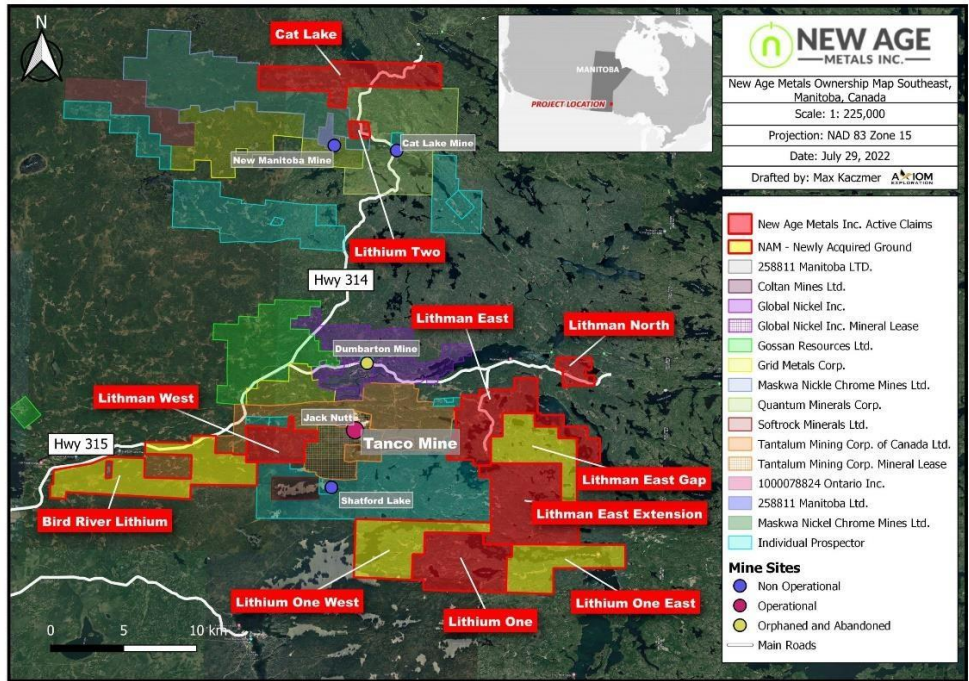 N
Cat Lake
New Manitoba Mine
Cat Lake Mine
Lithium Two
Hwy 314
Lithman East
Lithman North
Dumbarton Mine
Lithman West
Jack Nutt
Tanco Mine
Hwy 315
Lithman East Gap
Bird River Lithium
Shatford Lake
Lithman East Extension
Lithium One West
Lithium One
Lithium One East
0 5 10 km
MANITOBA
PROJECT LOCATION
NEW AGE
METALS INC.
New Age Metals Ownership Map Southeast,
Manitoba, Canada
Scale: 1: 225,000
Projection: NAD 83 Zone 15
Date: July 29, 2022
Drafted by: Max Kaczmer AXIOM
EXPLORATION
New Age Metals Inc. Active Claims
NAM - Newly Acquired Ground
258811 Manitoba LTD.
Coltan Mines Ltd.
Global Nickel Inc.
Global Nickel Inc. Mineral Lease
Gossan Resources Ltd.
Grid Metals Corp.
Maskwa Nickle Chrome Mines Ltd.
Quantum Minerals Corp.
Softrock Minerals Ltd.
Tantalum Mining Corp. of Canada Ltd.
Tantalum Mining Corp. Mineral Lease
1000078824 Ontario Inc.
258811 Manitoba Ltd.
Maskwa Nickel Chrome Mines Ltd.
Individual Prospector
Mine Sites
Non Operational
Operational
Orphaned and Abandoned
Main Roads